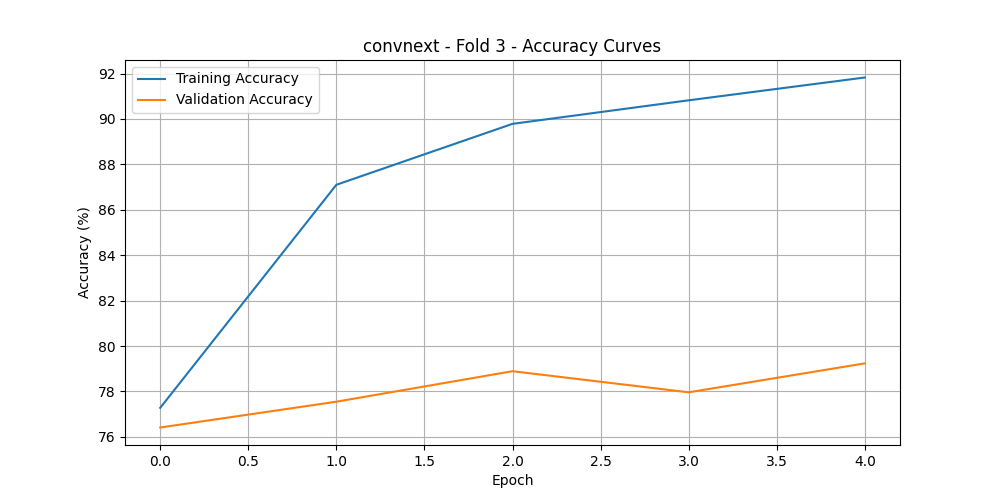 convnext - Fold 3 - Accuracy Curves
Training Accuracy
Validation Accuracy
Accuracy (%)
92
90
88
86
84
82
80
78
76
0.0 0.5 1.0 1.5 2.0 2.5 3.0 3.5 4.0
Epoch